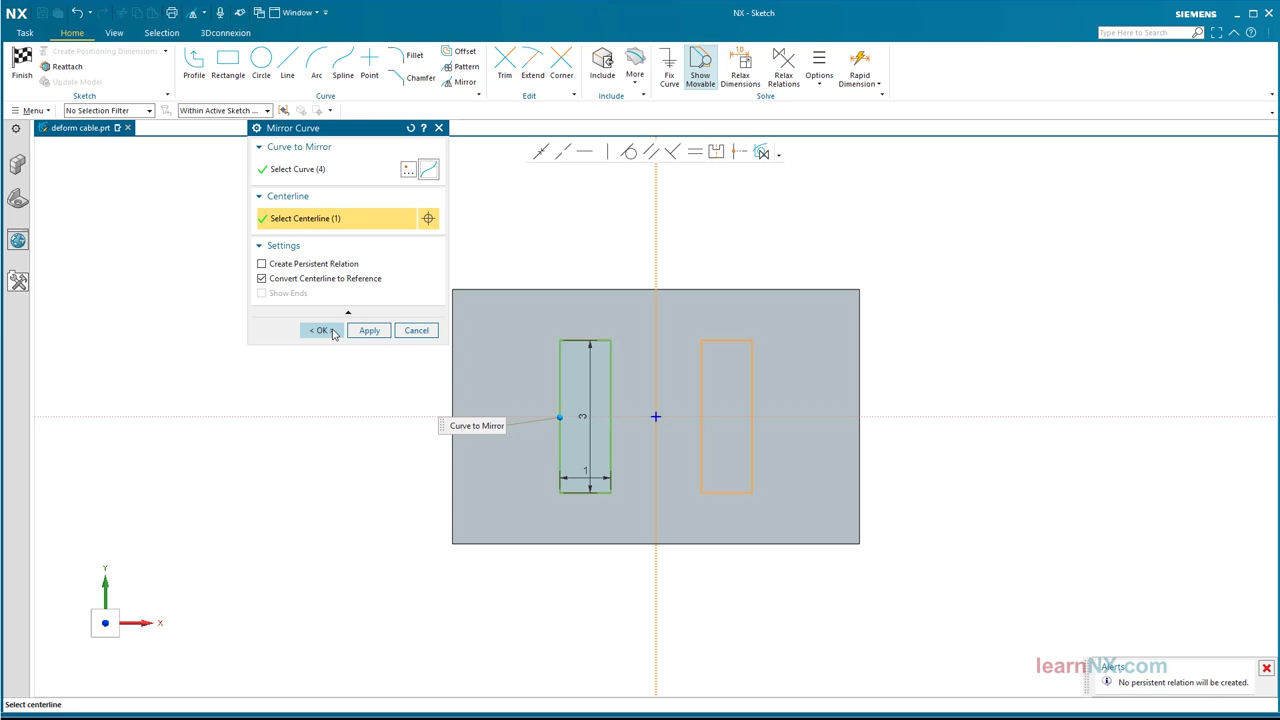 NX
Window
NX - Sketch
SIEMENS
Task
Home
View
Selection
3Dconnexion
Type Here to Search
Finish
Create Positioning Dimensions
Reattach
Update Model
Sketch
Profile
Rectangle
Circle
Line
Arc
Spline
Point
Fillet
Chamfer
Offset
Pattern
Mirror
Curve
Trim
Extend
Corner
Edit
Include
More
Include
Fix
Curve
Show
Movable
Relax
Dimensions
Relax
Relations
Options
Rapid
Dimension
Solve
Menu
No Selection Filter
Within Active Sketch ...
deform cable.prt
Mirror Curve
Curve to Mirror
Select Curve (4)
Centerline
Select Centerline (1)
Settings
Create Persistent Relation
Convert Centerline to Reference
Show Ends
< OK >
Apply
Cancel
3
1
Curve to Mirror
Y
X
learnNX.com
Alerts
No persistent relation will be created.
Select centerline